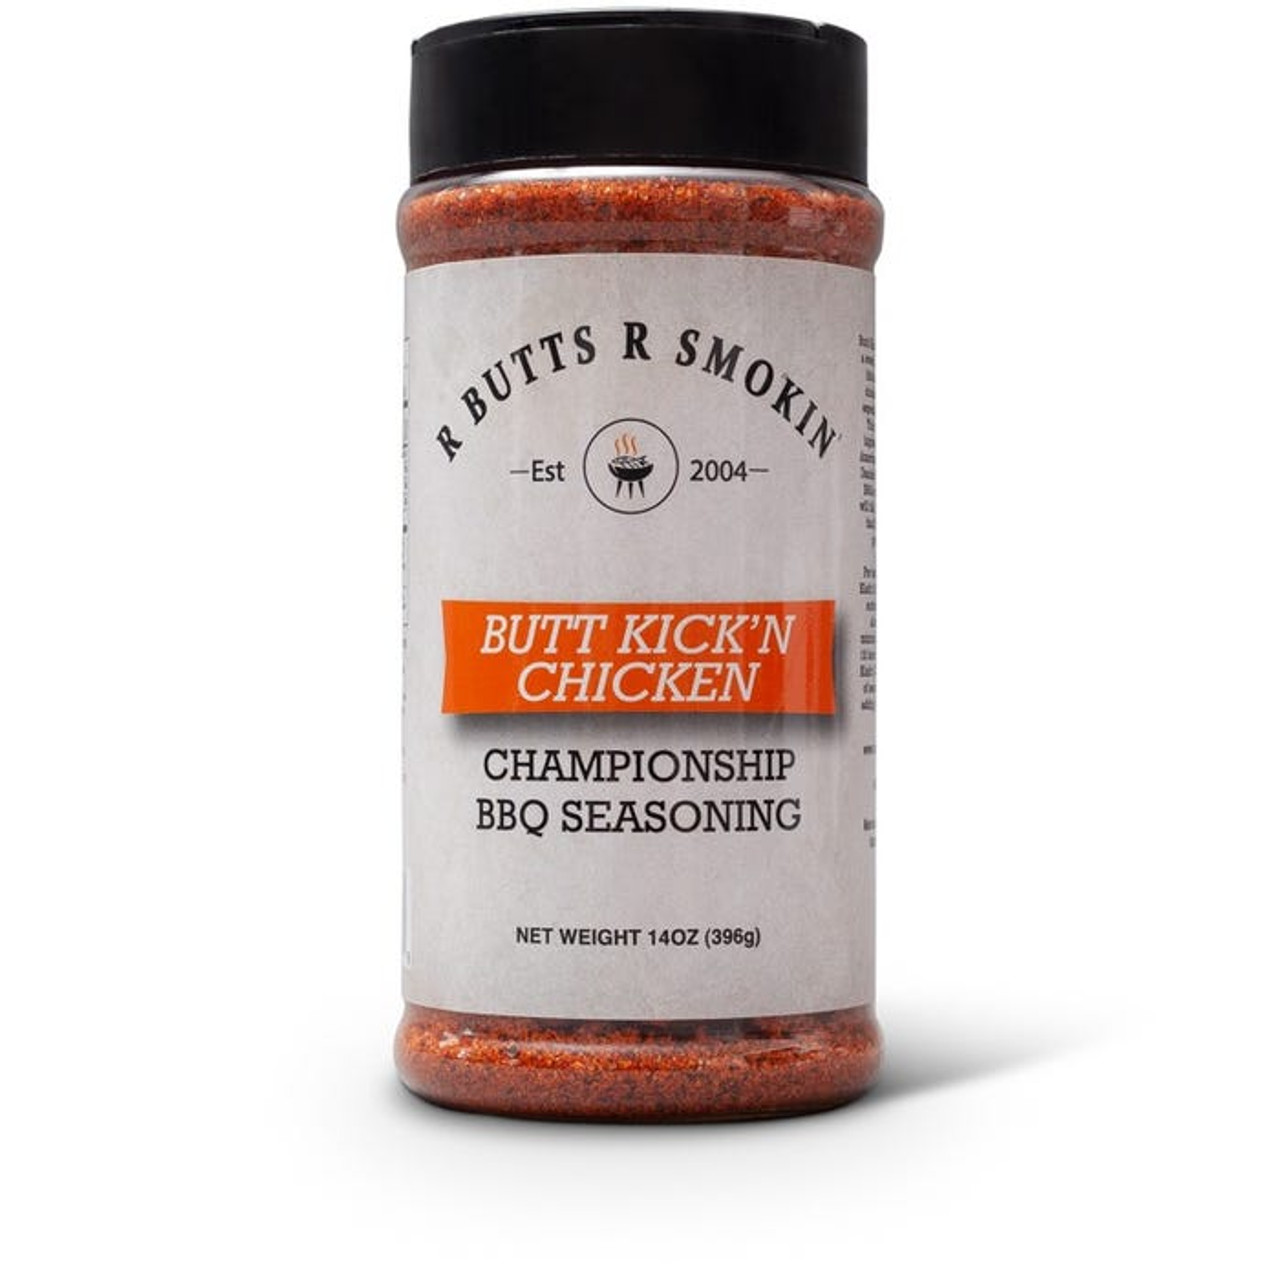 R BUTTS R SMOKIN'
Est 2004
BUTT KICK'N
CHICKEN
CHAMPIONSHIP
BBQ SEASONING
NET WEIGHT 14OZ (396g)